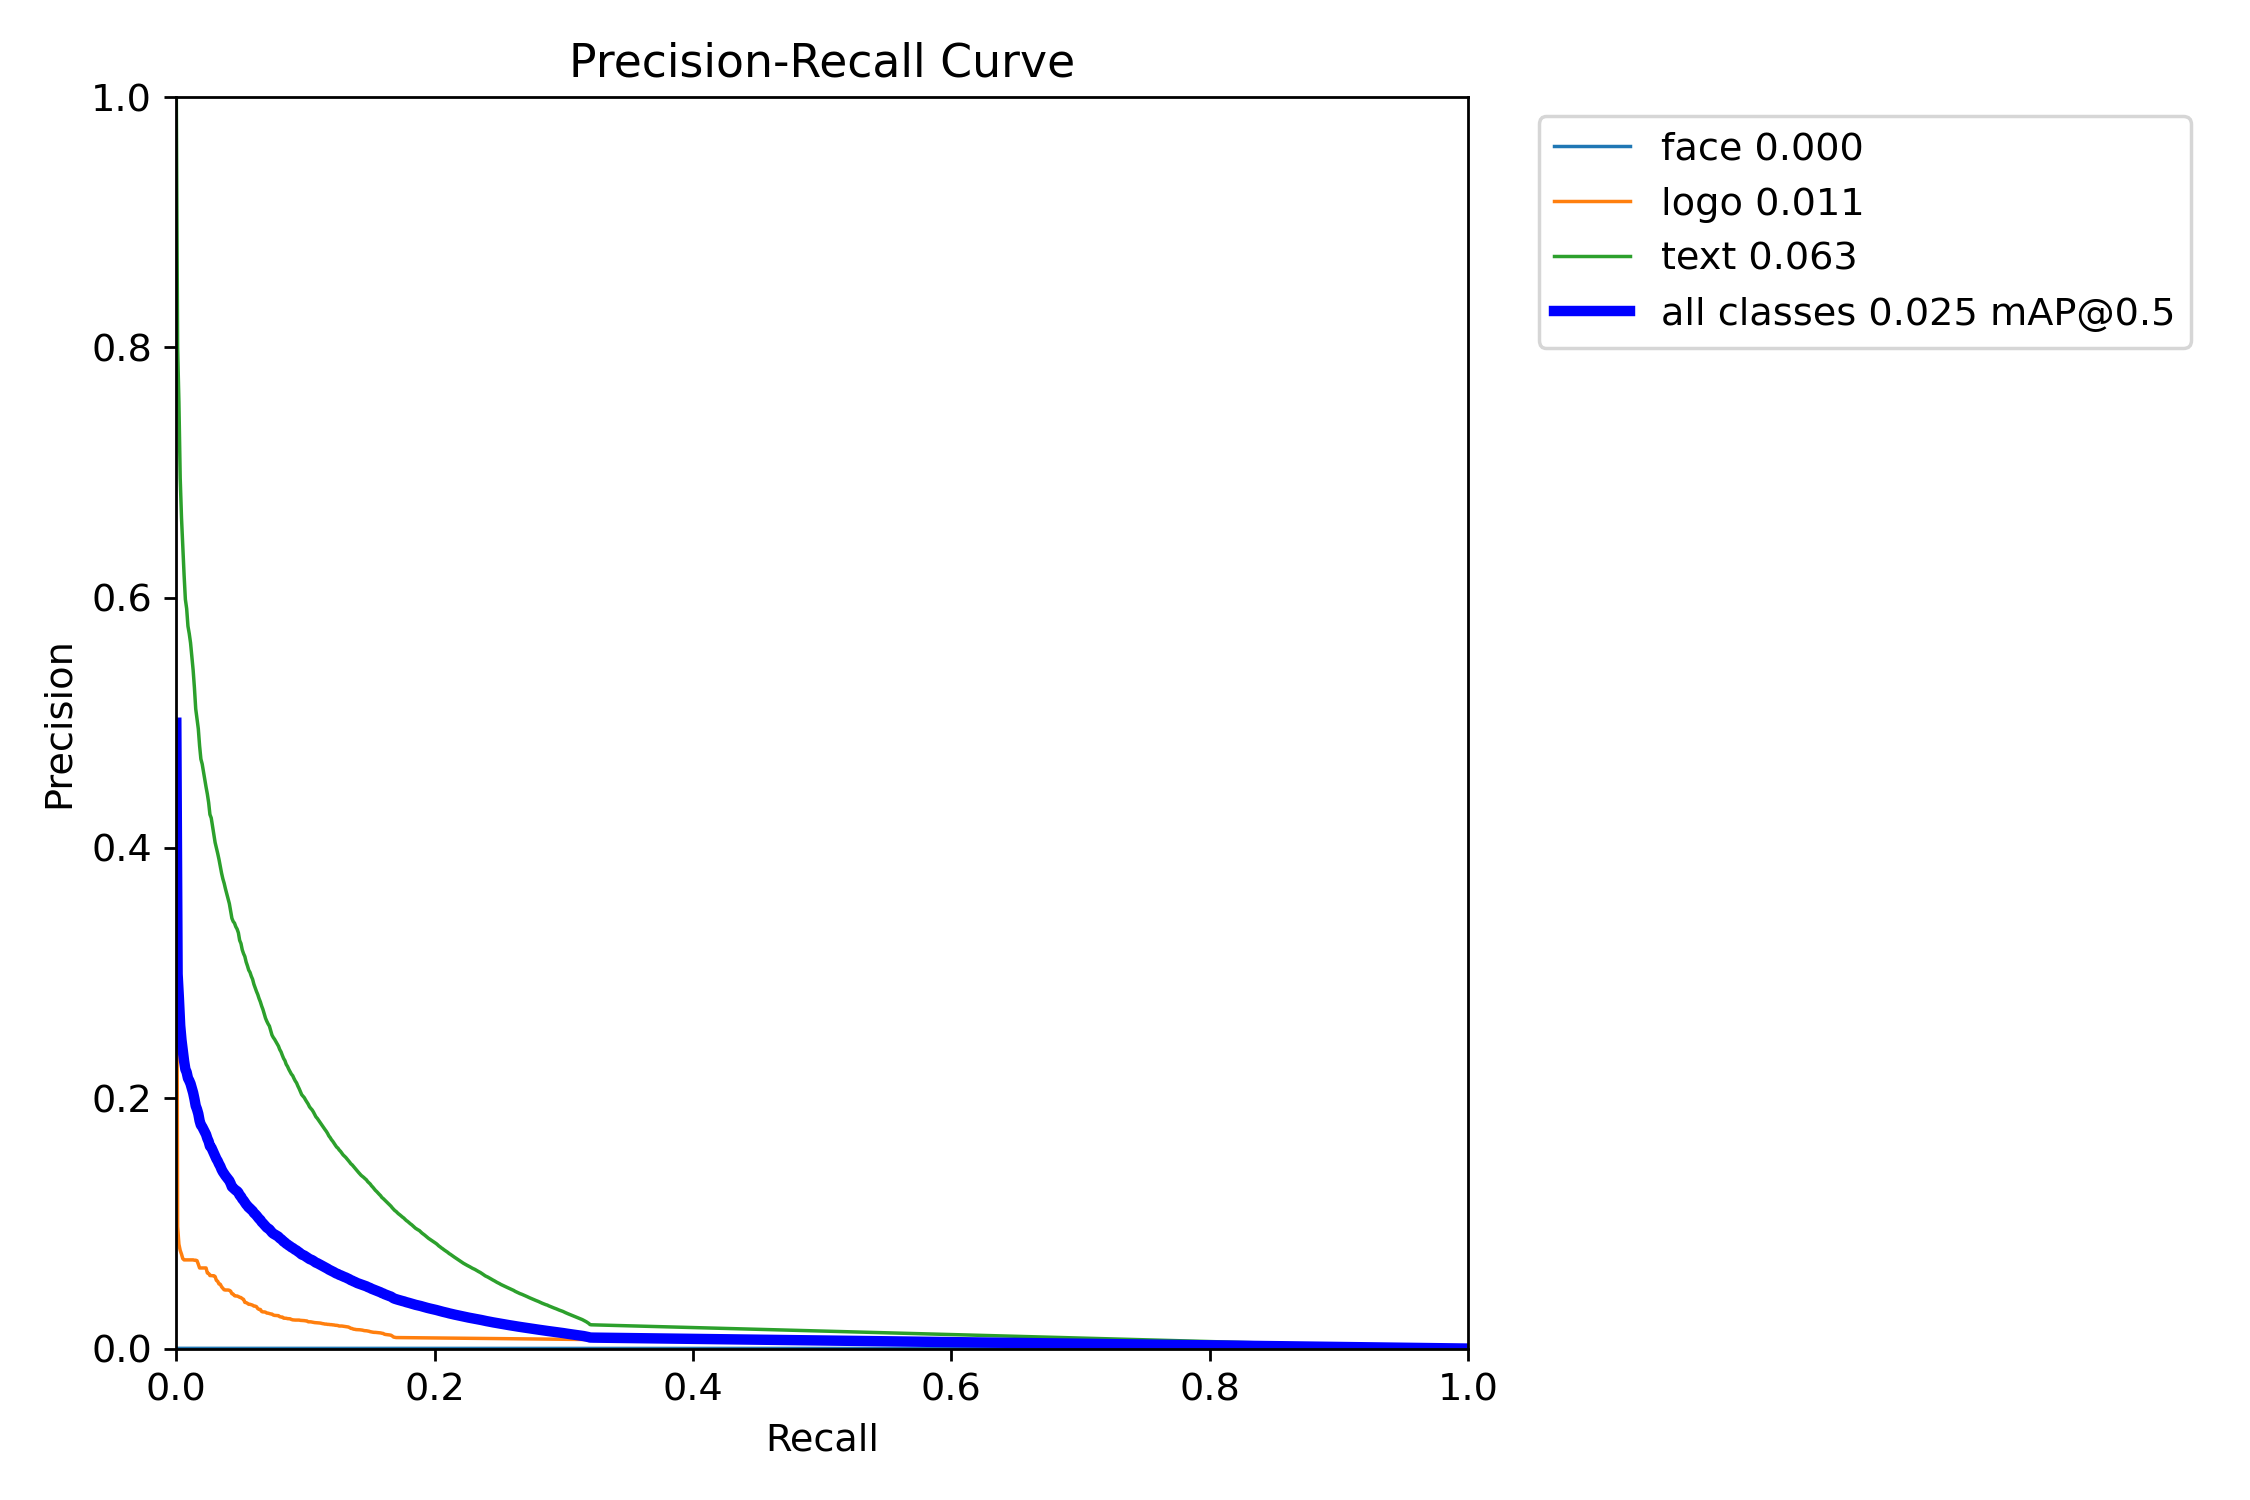 Precision-Recall Curve
1.0
0.8
0.6
0.4
0.2
0.0
Precision
0.0 0.2 0.4 0.6 0.8 1.0
Recall
face 0.000
logo 0.011
text 0.063
all classes 0.025 mAP@0.5